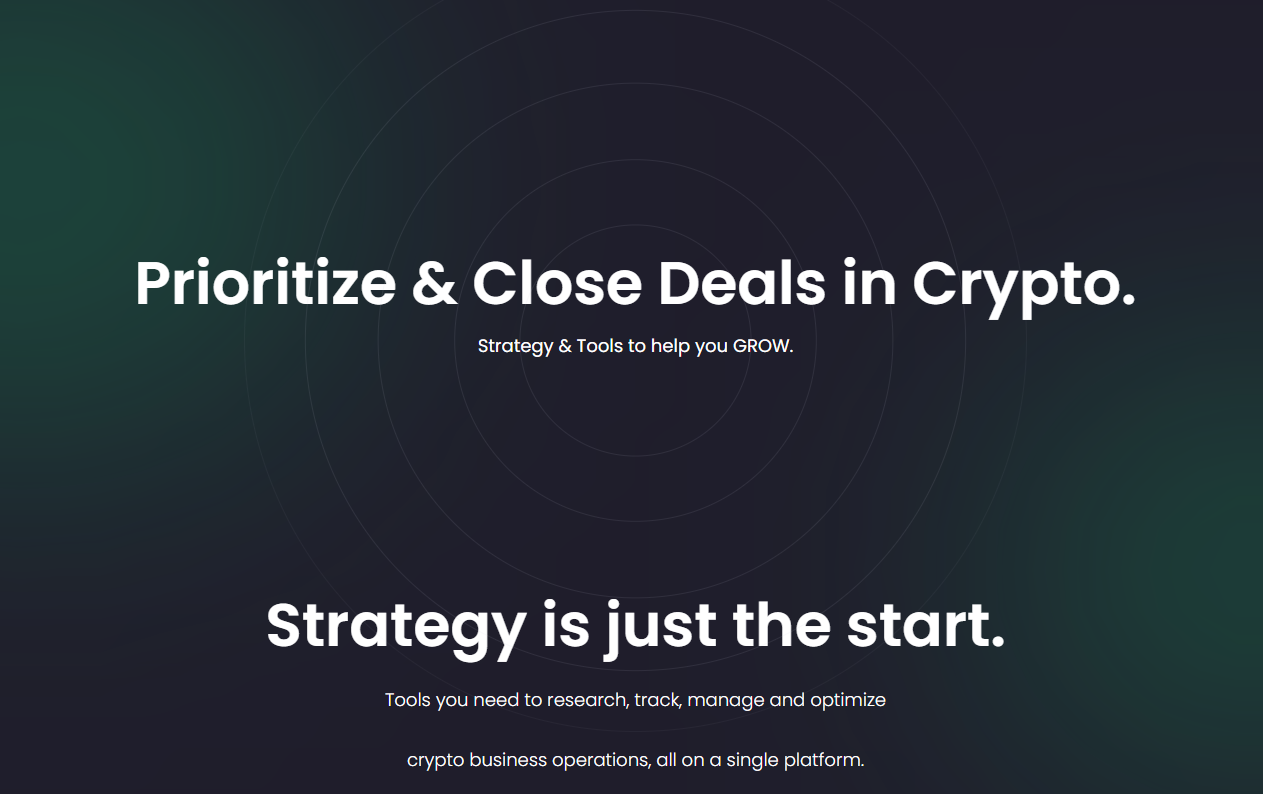 Prioritize & Close Deals in Crypto.
Strategy & Tools to help you GROW.
Strategy is just the start.
Tools you need to research, track, manage and optimize
crypto business operations, all on a single platform.